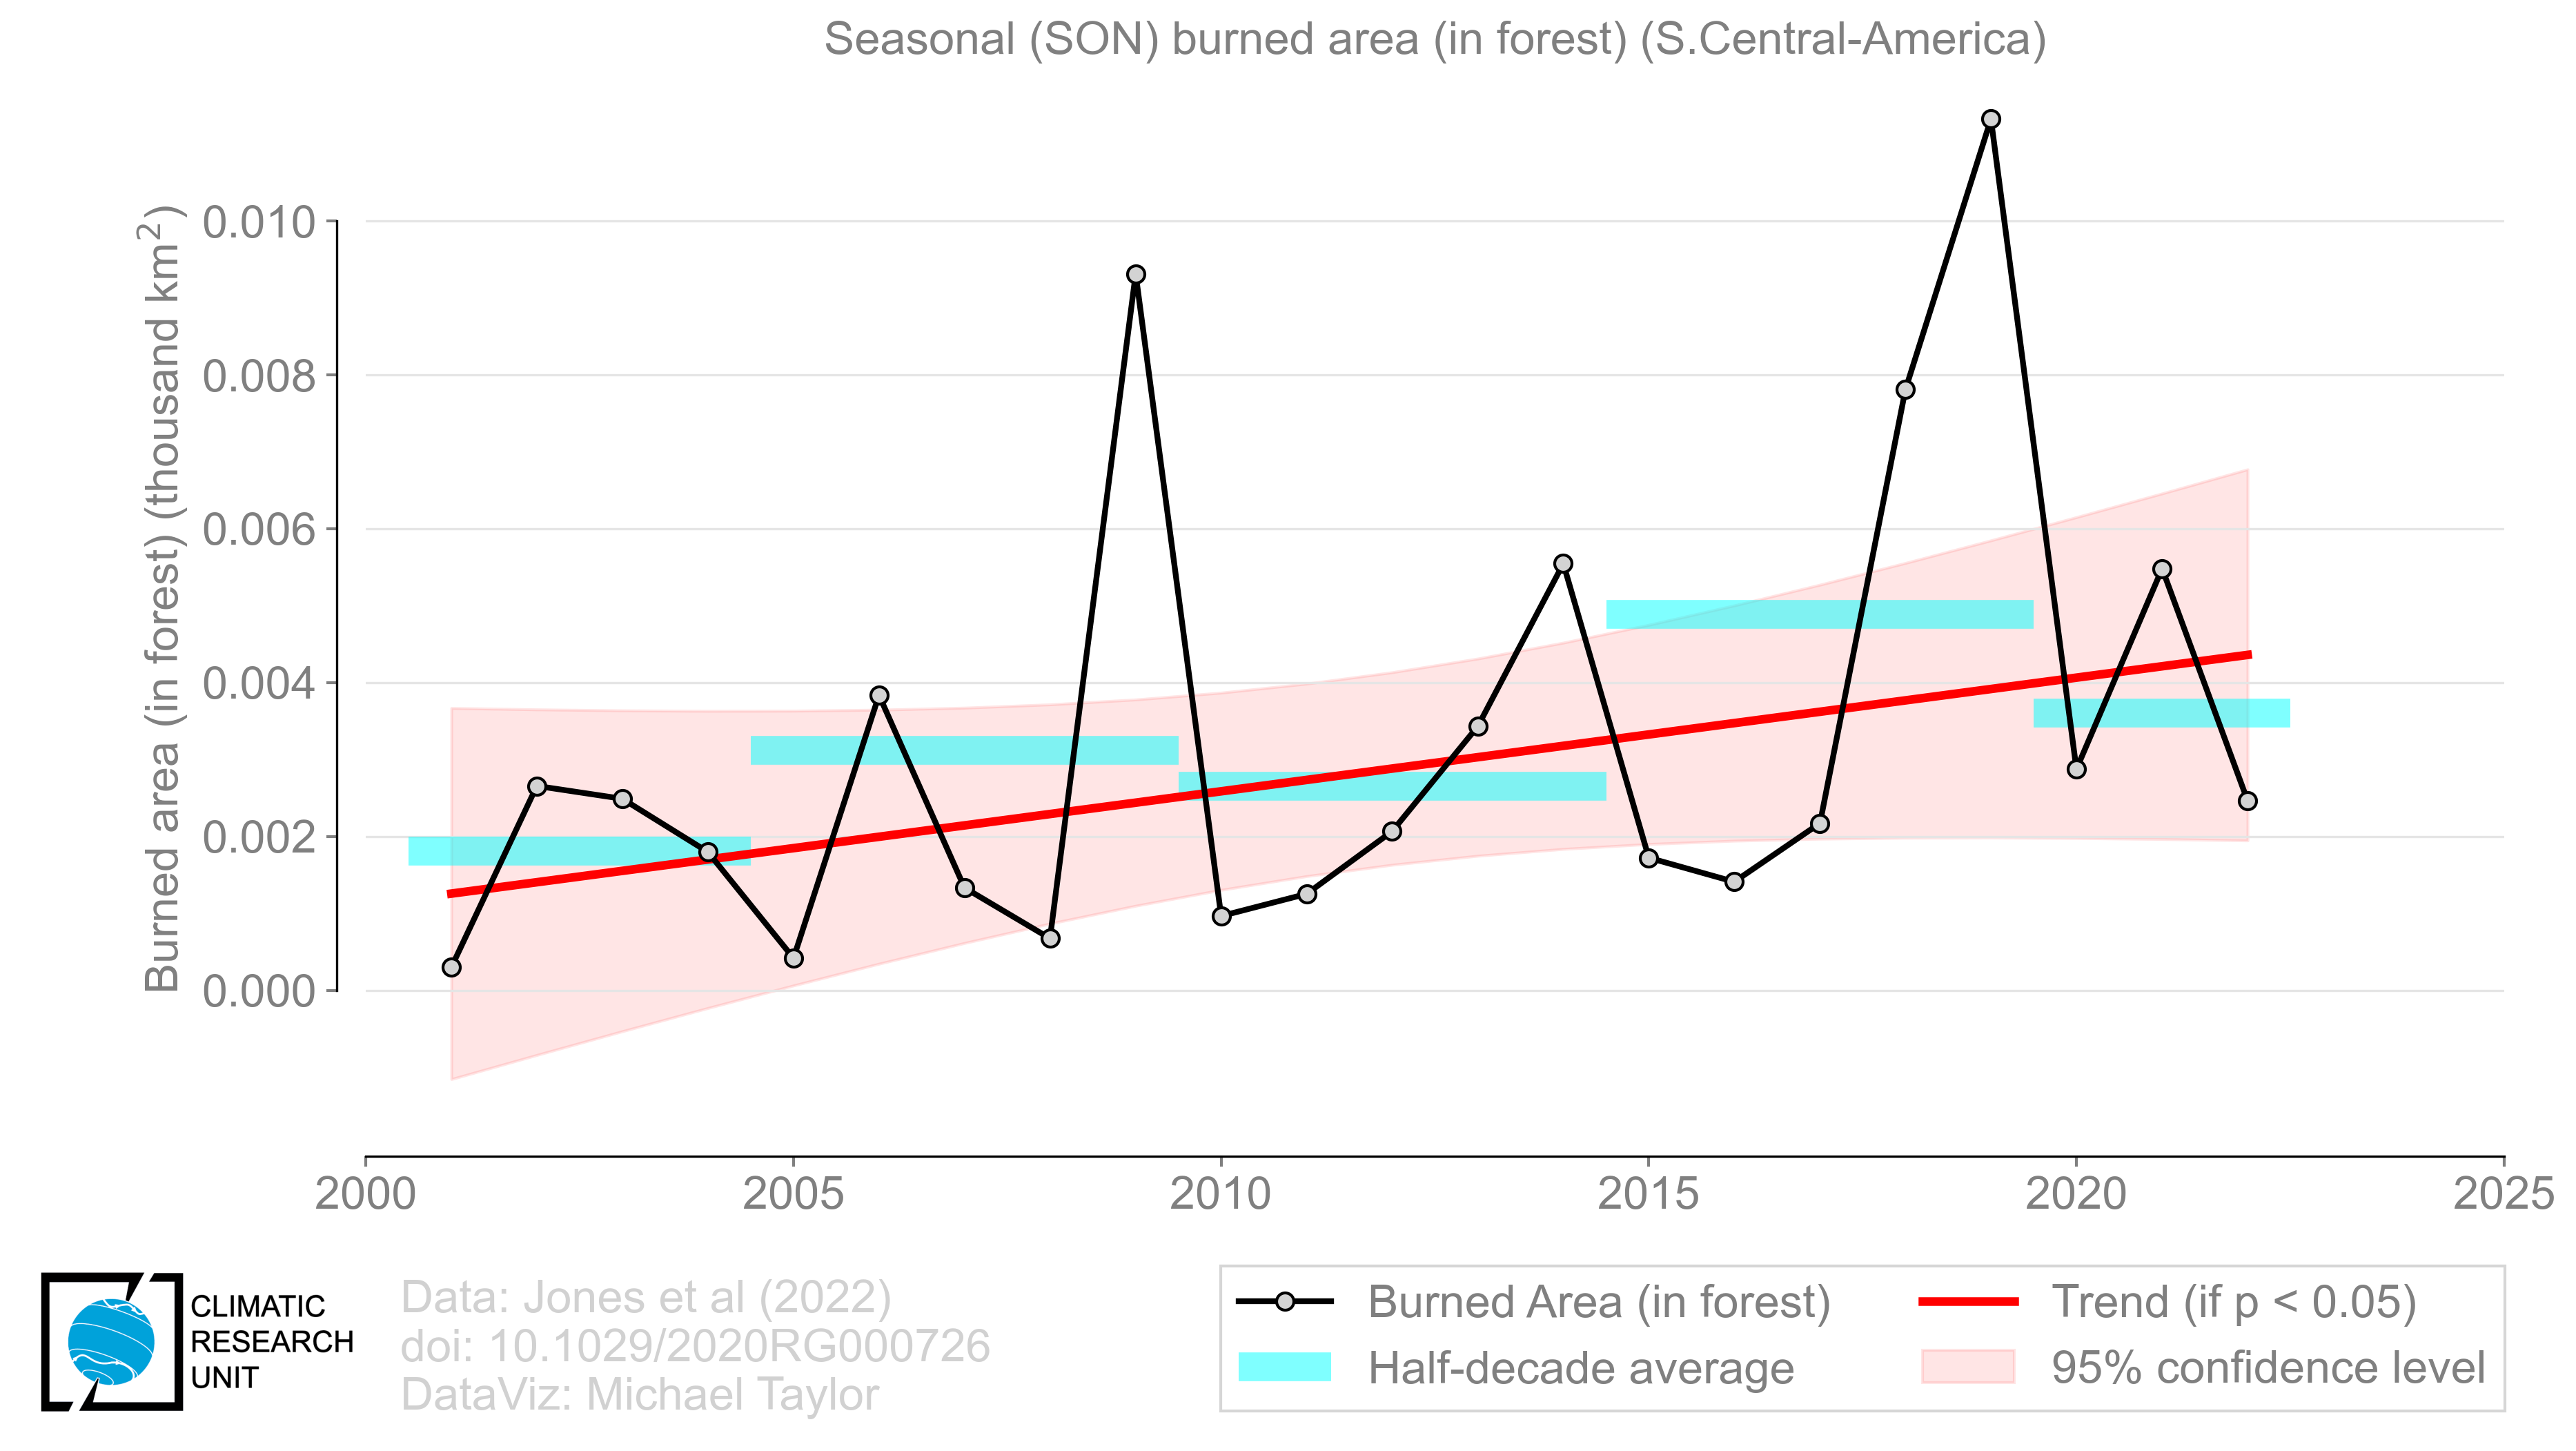 Seasonal (SON) burned area (in forest) (S.Central-America)
Burned area (in forest) (thousand km²)
0.010
0.008
0.006
0.004
0.002
0.000
2000 2005 2010 2015 2020 2025
CLIMATIC
RESEARCH
UNIT
Data: Jones et al (2022)
doi: 10.1029/2020RG000726
DataViz: Michael Taylor
Burned Area (in forest)
Half-decade average
Trend (if p < 0.05)
95% confidence level